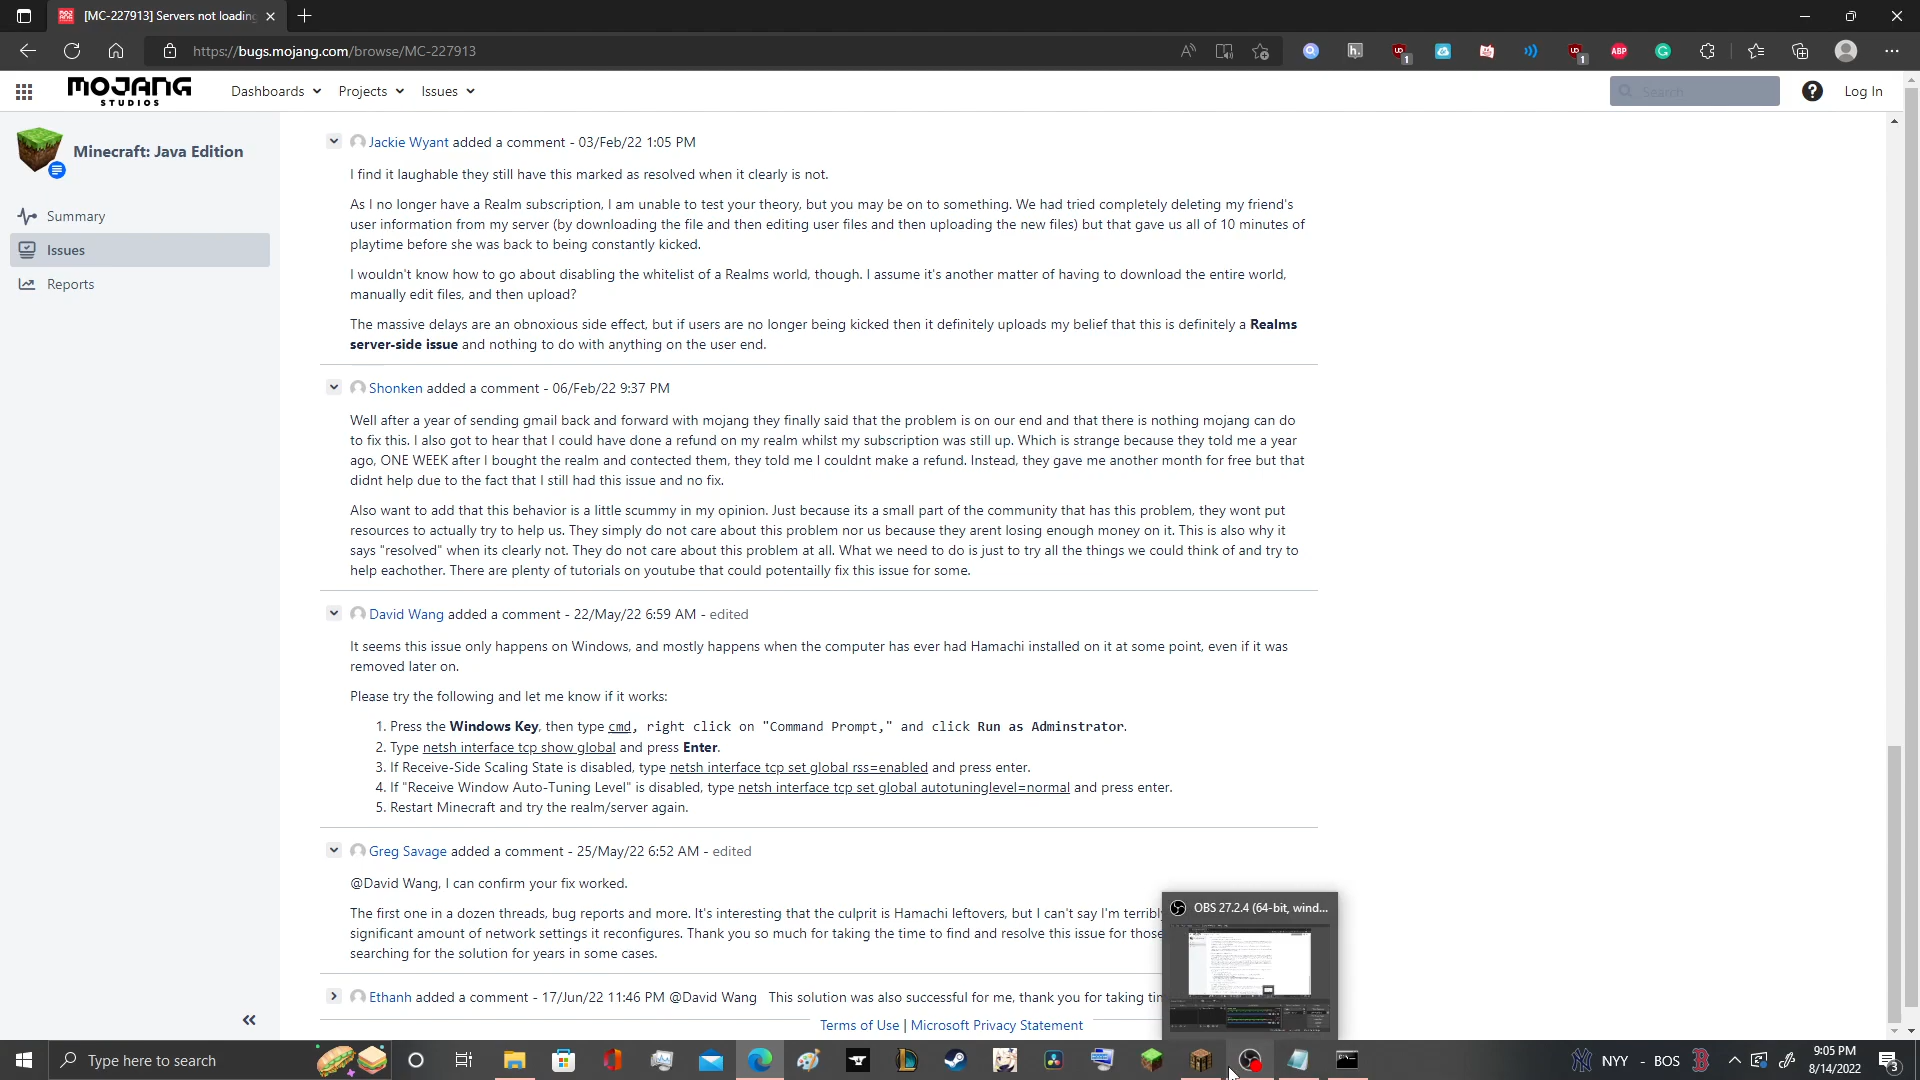 [MC-227913] Servers not loading
https://bugs.mojang.com/browse/MC-227913
MOJANG
STUDIOS
Dashboards
Projects
Issues
Search
Log In
Minecraft: Java Edition
Summary
Issues
Reports
Jackie Wyant added a comment - 03/Feb/22 1:05 PM
I find it laughable they still have this marked as resolved when it clearly is not.
As I no longer have a Realm subscription, I am unable to test your theory, but you may be on to something. We had tried completely deleting my friend's
user information from my server (by downloading the file and then editing user files and then uploading the new files) but that gave us all of 10 minutes of
playtime before she was back to being constantly kicked.
I wouldn't know how to go about disabling the whitelist of a Realms world, though. I assume it's another matter of having to download the entire world,
manually edit files, and then upload?
The massive delays are an obnoxious side effect, but if users are no longer being kicked then it definitely uploads my belief that this is definitely a Realms
server-side issue and nothing to do with anything on the user end.
Shonken added a comment - 06/Feb/22 9:37 PM
Well after a year of sending gmail back and forward with mojang they finally said that the problem is on our end and that there is nothing mojang can do
to fix this. I also got to hear that I could have done a refund on my realm whilst my subscription was still up. Which is strange because they told me a year
ago, ONE WEEK after I bought the realm and contected them, they told me I couldnt make a refund. Instead, they gave me another month for free but that
didnt help due to the fact that I still had this issue and no fix.
Also want to add that this behavior is a little scummy in my opinion. Just because its a small part of the community that has this problem, they wont put
resources to actually try to help us. They simply do not care about this problem nor us because they arent losing enough money on it. This is also why it
says "resolved" when its clearly not. They do not care about this problem at all. What we need to do is just to try all the things we could think of and try to
help eachother. There are plenty of tutorials on youtube that could potentailly fix this issue for some.
David Wang added a comment - 22/May/22 6:59 AM - edited
It seems this issue only happens on Windows, and mostly happens when the computer has ever had Hamachi installed on it at some point, even if it was
removed later on.
Please try the following and let me know if it works:
1. Press the Windows Key, then type cmd, right click on "Command Prompt," and click Run as Adminstrator.
2. Type netsh interface tcp show global and press Enter.
3. If Receive-Side Scaling State is disabled, type netsh interface tcp set global rss=enabled and press enter.
4. If "Receive Window Auto-Tuning Level" is disabled, type netsh interface tcp set global autotuninglevel=normal and press enter.
5. Restart Minecraft and try the realm/server again.
Greg Savage added a comment - 25/May/22 6:52 AM - edited
@David Wang, I can confirm your fix worked.
The first one in a dozen threads, bug reports and more. It's interesting that the culprit is Hamachi leftovers, but I can't say I'm terribl
significant amount of network settings it reconfigures. Thank you so much for taking the time to find and resolve this issue for those
searching for the solution for years in some cases.
OBS 27.2.4 (64-bit, wind...
Ethanh added a comment - 17/Jun/22 11:46 PM @David Wang This solution was also successful for me, thank you for taking tin
Terms of Use | Microsoft Privacy Statement
Type here to search
NYY - BOS
9:05 PM
8/14/2022
3